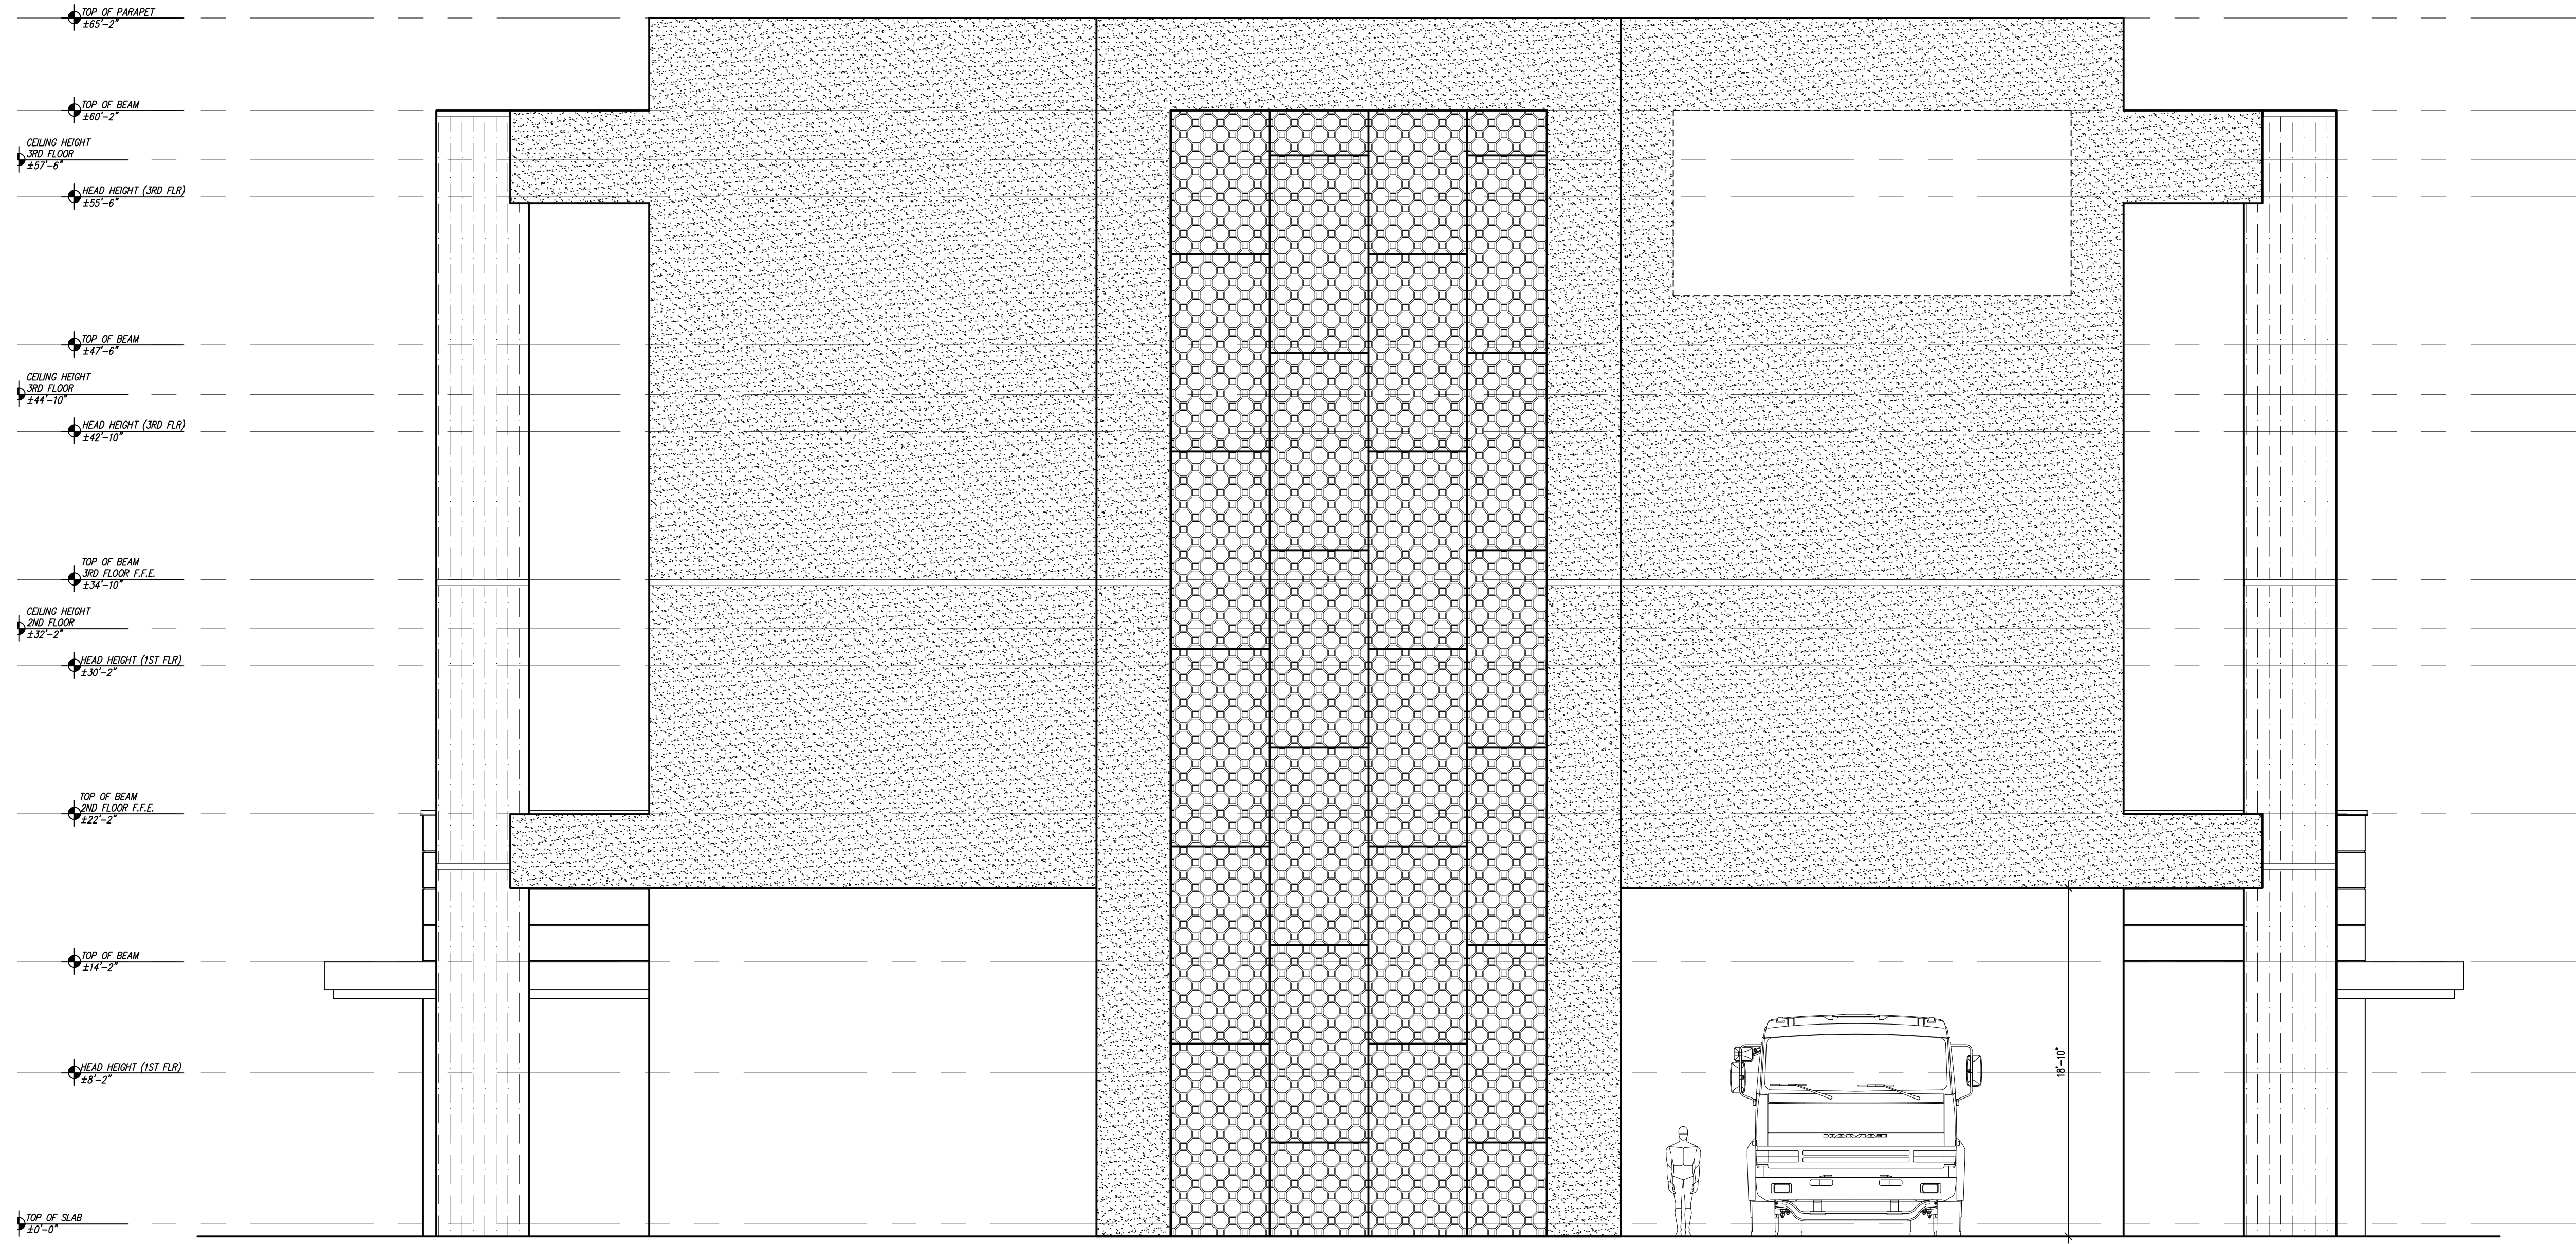 TOP OF PARAPET
±65'-2"
TOP OF BEAM
±60'-2"
CEILING HEIGHT
3RD FLOOR
±57'-6"
HEAD HEIGHT (3RD FLR)
±55'-6"
TOP OF BEAM
±47'-6"
CEILING HEIGHT
3RD FLOOR
±44'-10"
HEAD HEIGHT (3RD FLR)
±42'-10"
TOP OF BEAM
3RD FLOOR F.F.E.
±34'-10"
CEILING HEIGHT
2ND FLOOR
±32'-2"
HEAD HEIGHT (1ST FLR)
±30'-2"
TOP OF BEAM
2ND FLOOR F.F.E.
±22'-2"
TOP OF BEAM
±14'-2"
HEAD HEIGHT (1ST FLR)
±8'-2"
18'-10"
TOP OF SLAB
±0'-0"